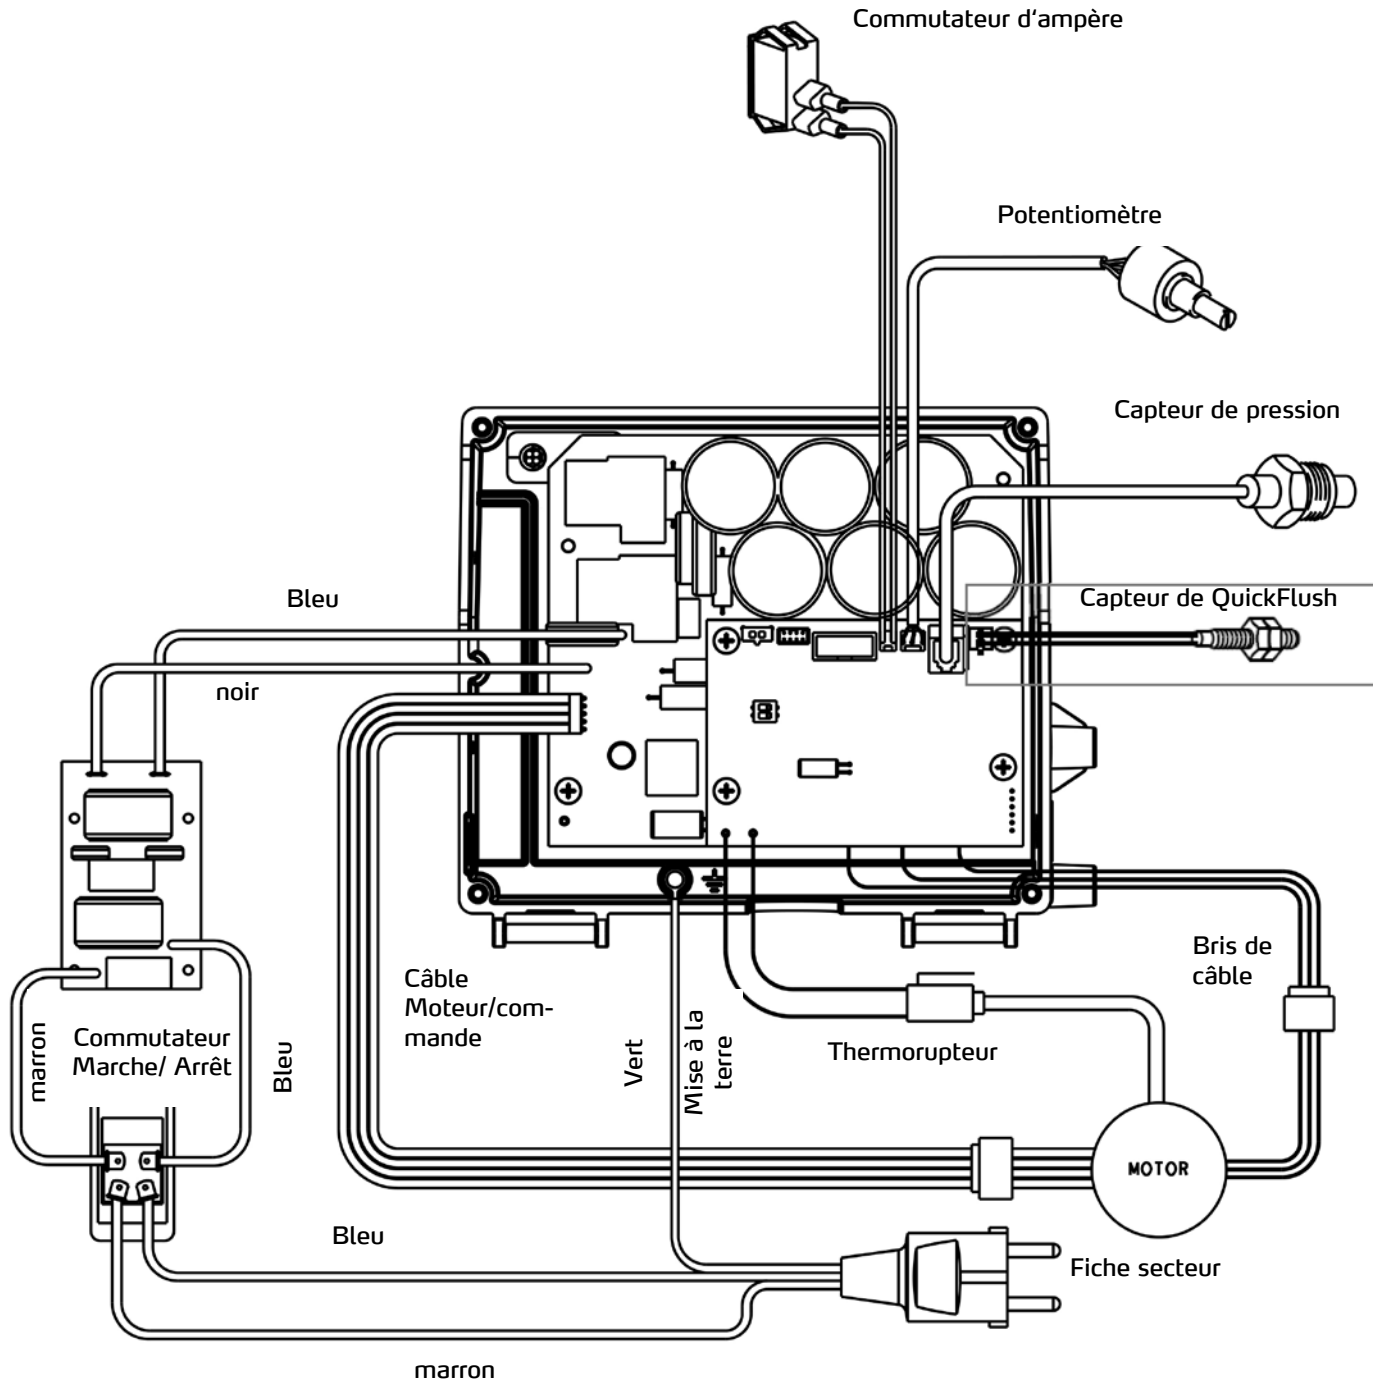 Commutateur d‘ampère
Potentiomètre
Capteur de pression
Capteur de QuickFlush
Bleu
noir
Câble
Moteur/com-
mande
Bris de
câble
Commutateur
Marche/ Arrêt
marron
Bleu
Vert
Mise à la
terre
Thermorupteur
MOTOR
Bleu
Fiche secteur
marron